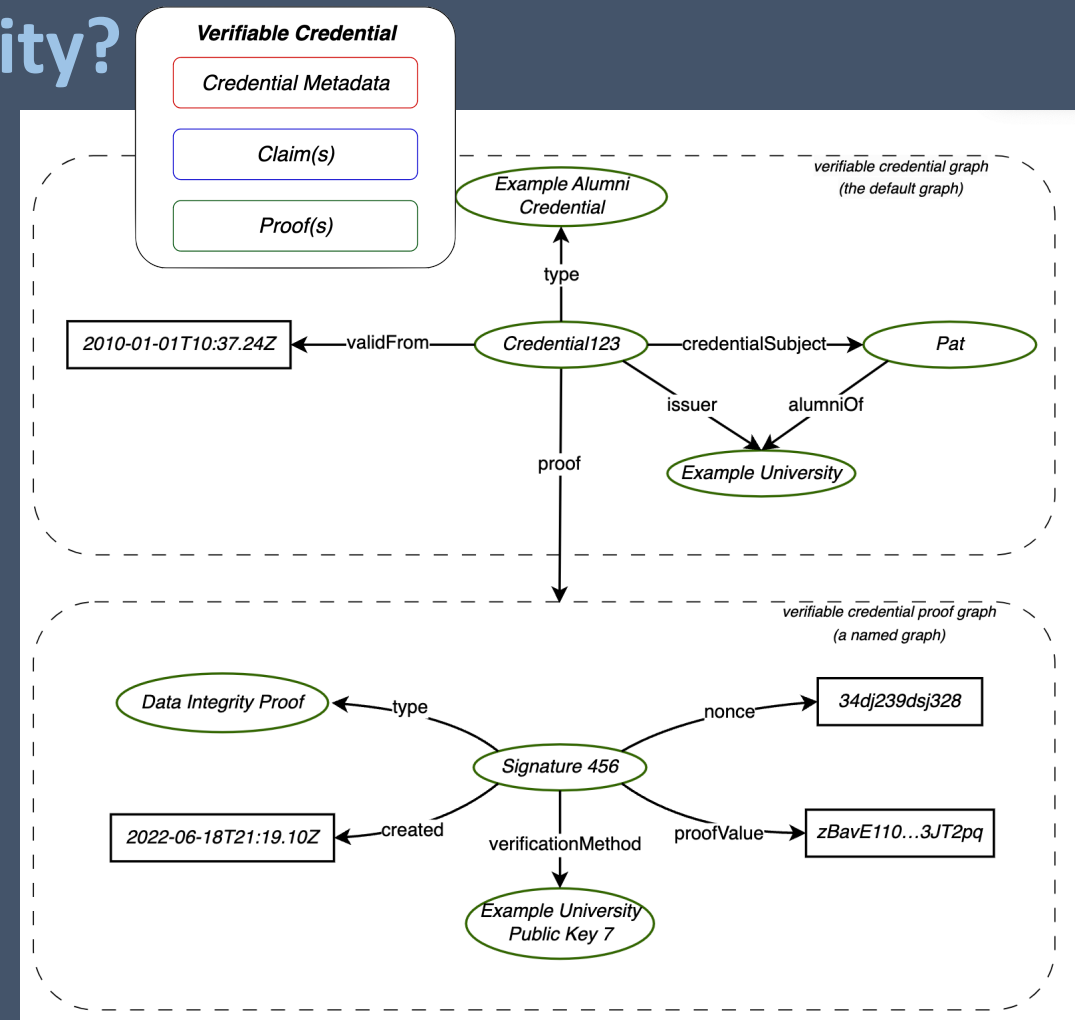 ity?
Verifiable Credential
Credential Metadata
Claim(s)
Proof(s)
verifiable credential graph
(the default graph)
Example Alumni
Credential
type
2010-01-01T10:37.24Z
validFrom
Credential123
credentialSubject
Pat
issuer
alumniOf
Example University
proof
verifiable credential proof graph
(a named graph)
Data Integrity Proof
type
nonce
34dj239dsj328
Signature 456
2022-06-18T21:19.10Z
created
verificationMethod
proofValue
zBavE110…3JT2pq
Example University
Public Key 7